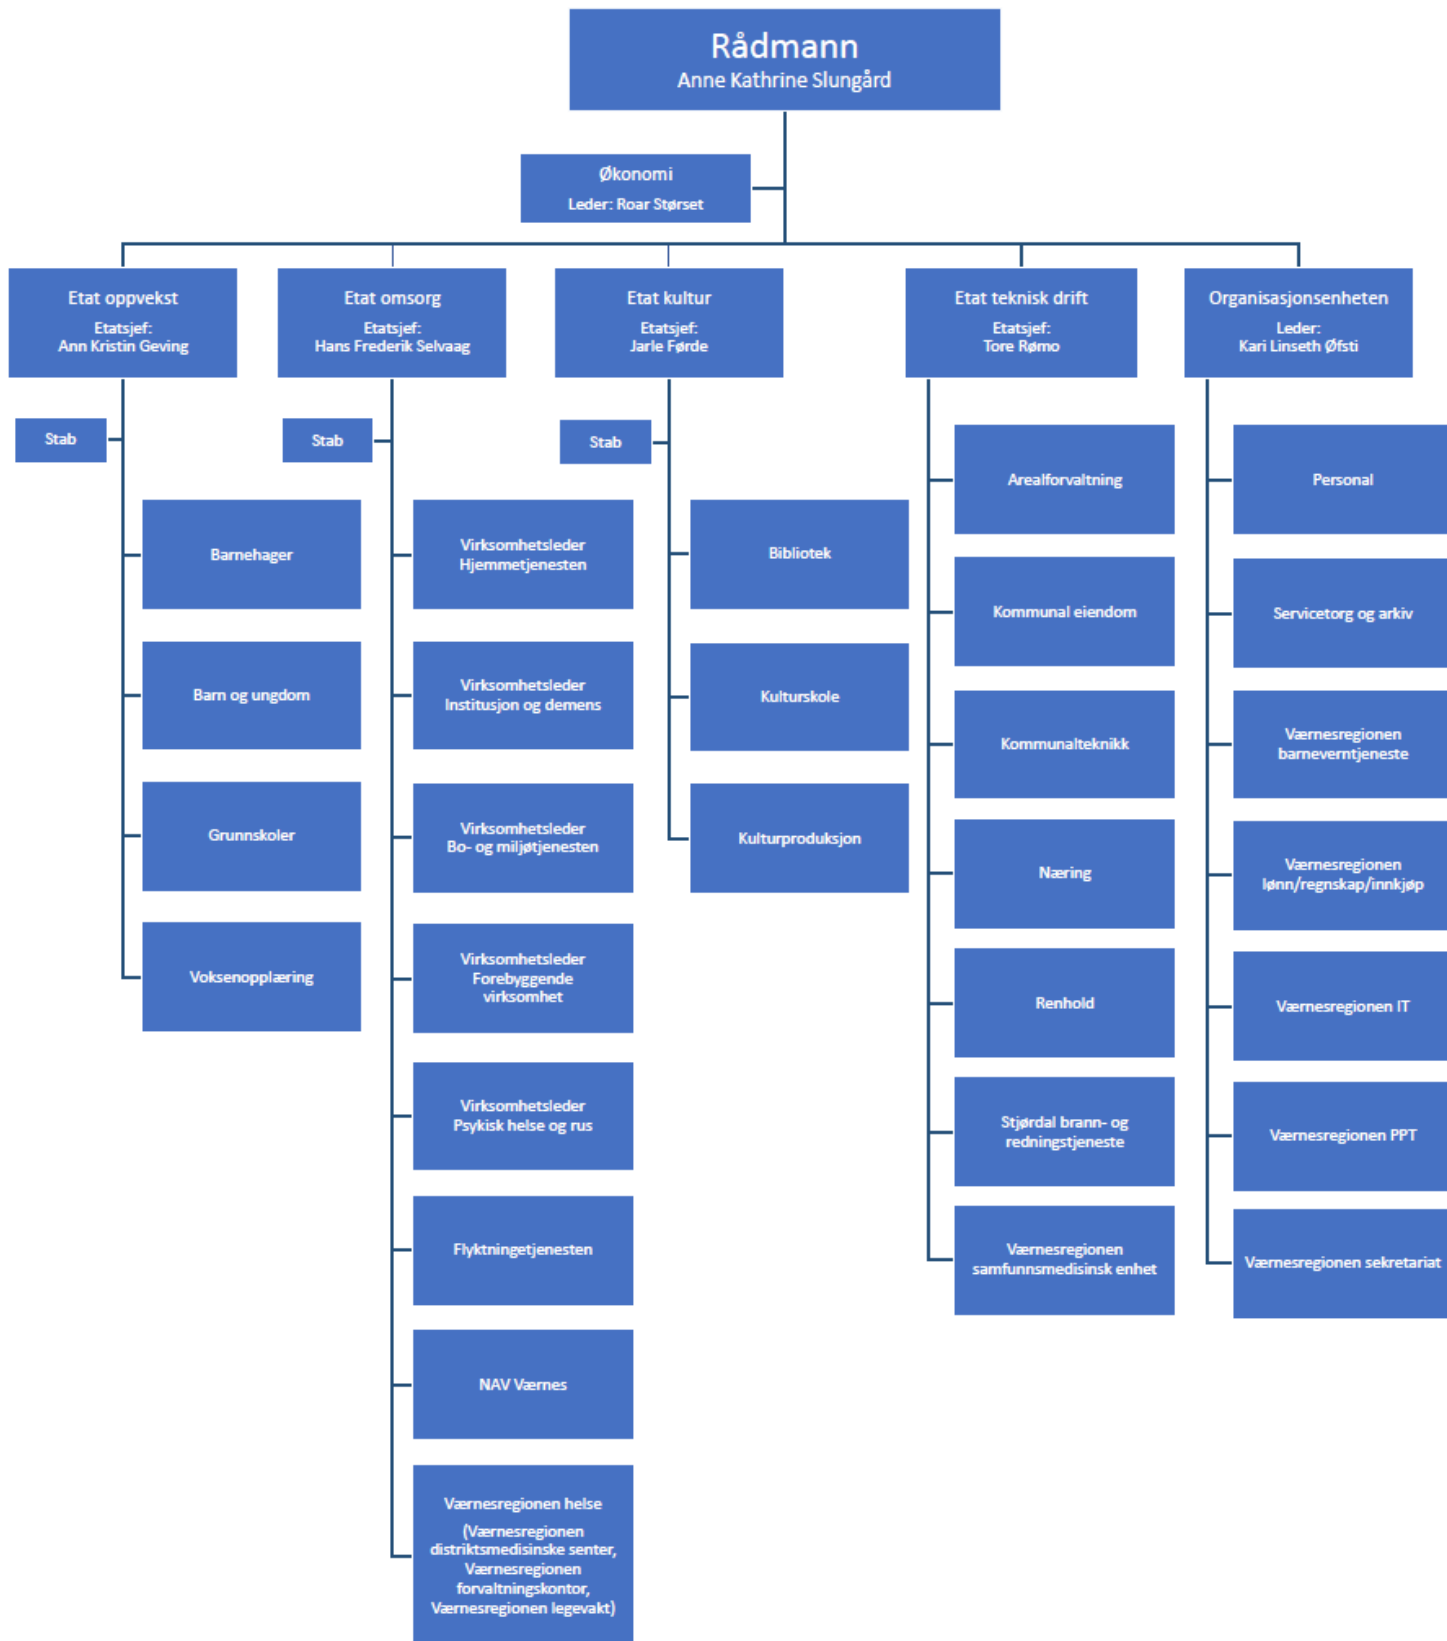 Rådmann
Anne Kathrine Slungård
Økonomi
Leder: Roar Størset
Etat oppvekst
Etatsjef:
Ann Kristin Geving
Stab
Barnehager
Barn og ungdom
Grunnskoler
Voksenopplæring
Etat omsorg
Etatsjef:
Hans Frederik Selvaag
Stab
Virksomhetsleder
Hjemmetjenesten
Virksomhetsleder
Institusjon og demens
Virksomhetsleder
Bo- og miljøtjenesten
Virksomhetsleder
Forebyggende
virksomhet
Virksomhetsleder
Psykisk helse og rus
Flyktningetjenesten
NAV Værnes
Værnesregionen helse
(Værnesregionen
distriktsmedisinske senter,
Værnesregionen
forvaltningskontor,
Værnesregionen legevakt)
Etat kultur
Etatsjef:
Jarle Førde
Stab
Bibliotek
Kulturskole
Kulturproduksjon
Etat teknisk drift
Etatsjef:
Tore Rømo
Arealforvaltning
Kommunal eiendom
Kommunalteknikk
Næring
Renhold
Stjørdal brann- og
redningstjeneste
Værnesregionen
samfunnsmedisinsk enhet
Organisasjonsenheten
Leder:
Kari Linseth Øfsti
Personal
Servicetorg og arkiv
Værnesregionen
barneverntjeneste
Værnesregionen
lønn/regnskap/innkjøp
Værnesregionen IT
Værnesregionen PPT
Værnesregionen sekretariat